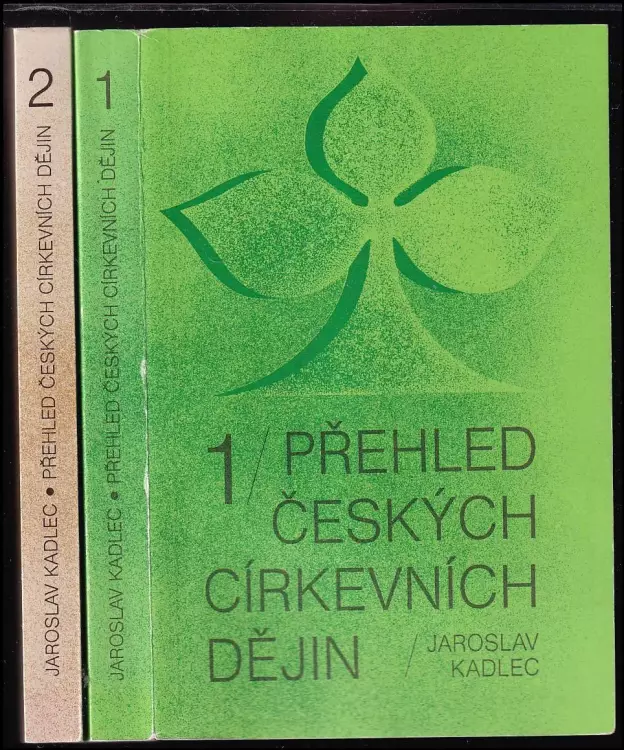 2
JAROSLAV KADLEC • PŘEHLED ČESKÝCH CÍRKEVNÍCH DĚJIN
1
JAROSLAV KADLEC • PŘEHLED ČESKÝCH CÍRKEVNÍCH DĚJIN
1/PŘEHLED
ČESKÝCH
CÍRKEVNÍCH
DĚJIN
/JAROSLAV
KADLEC